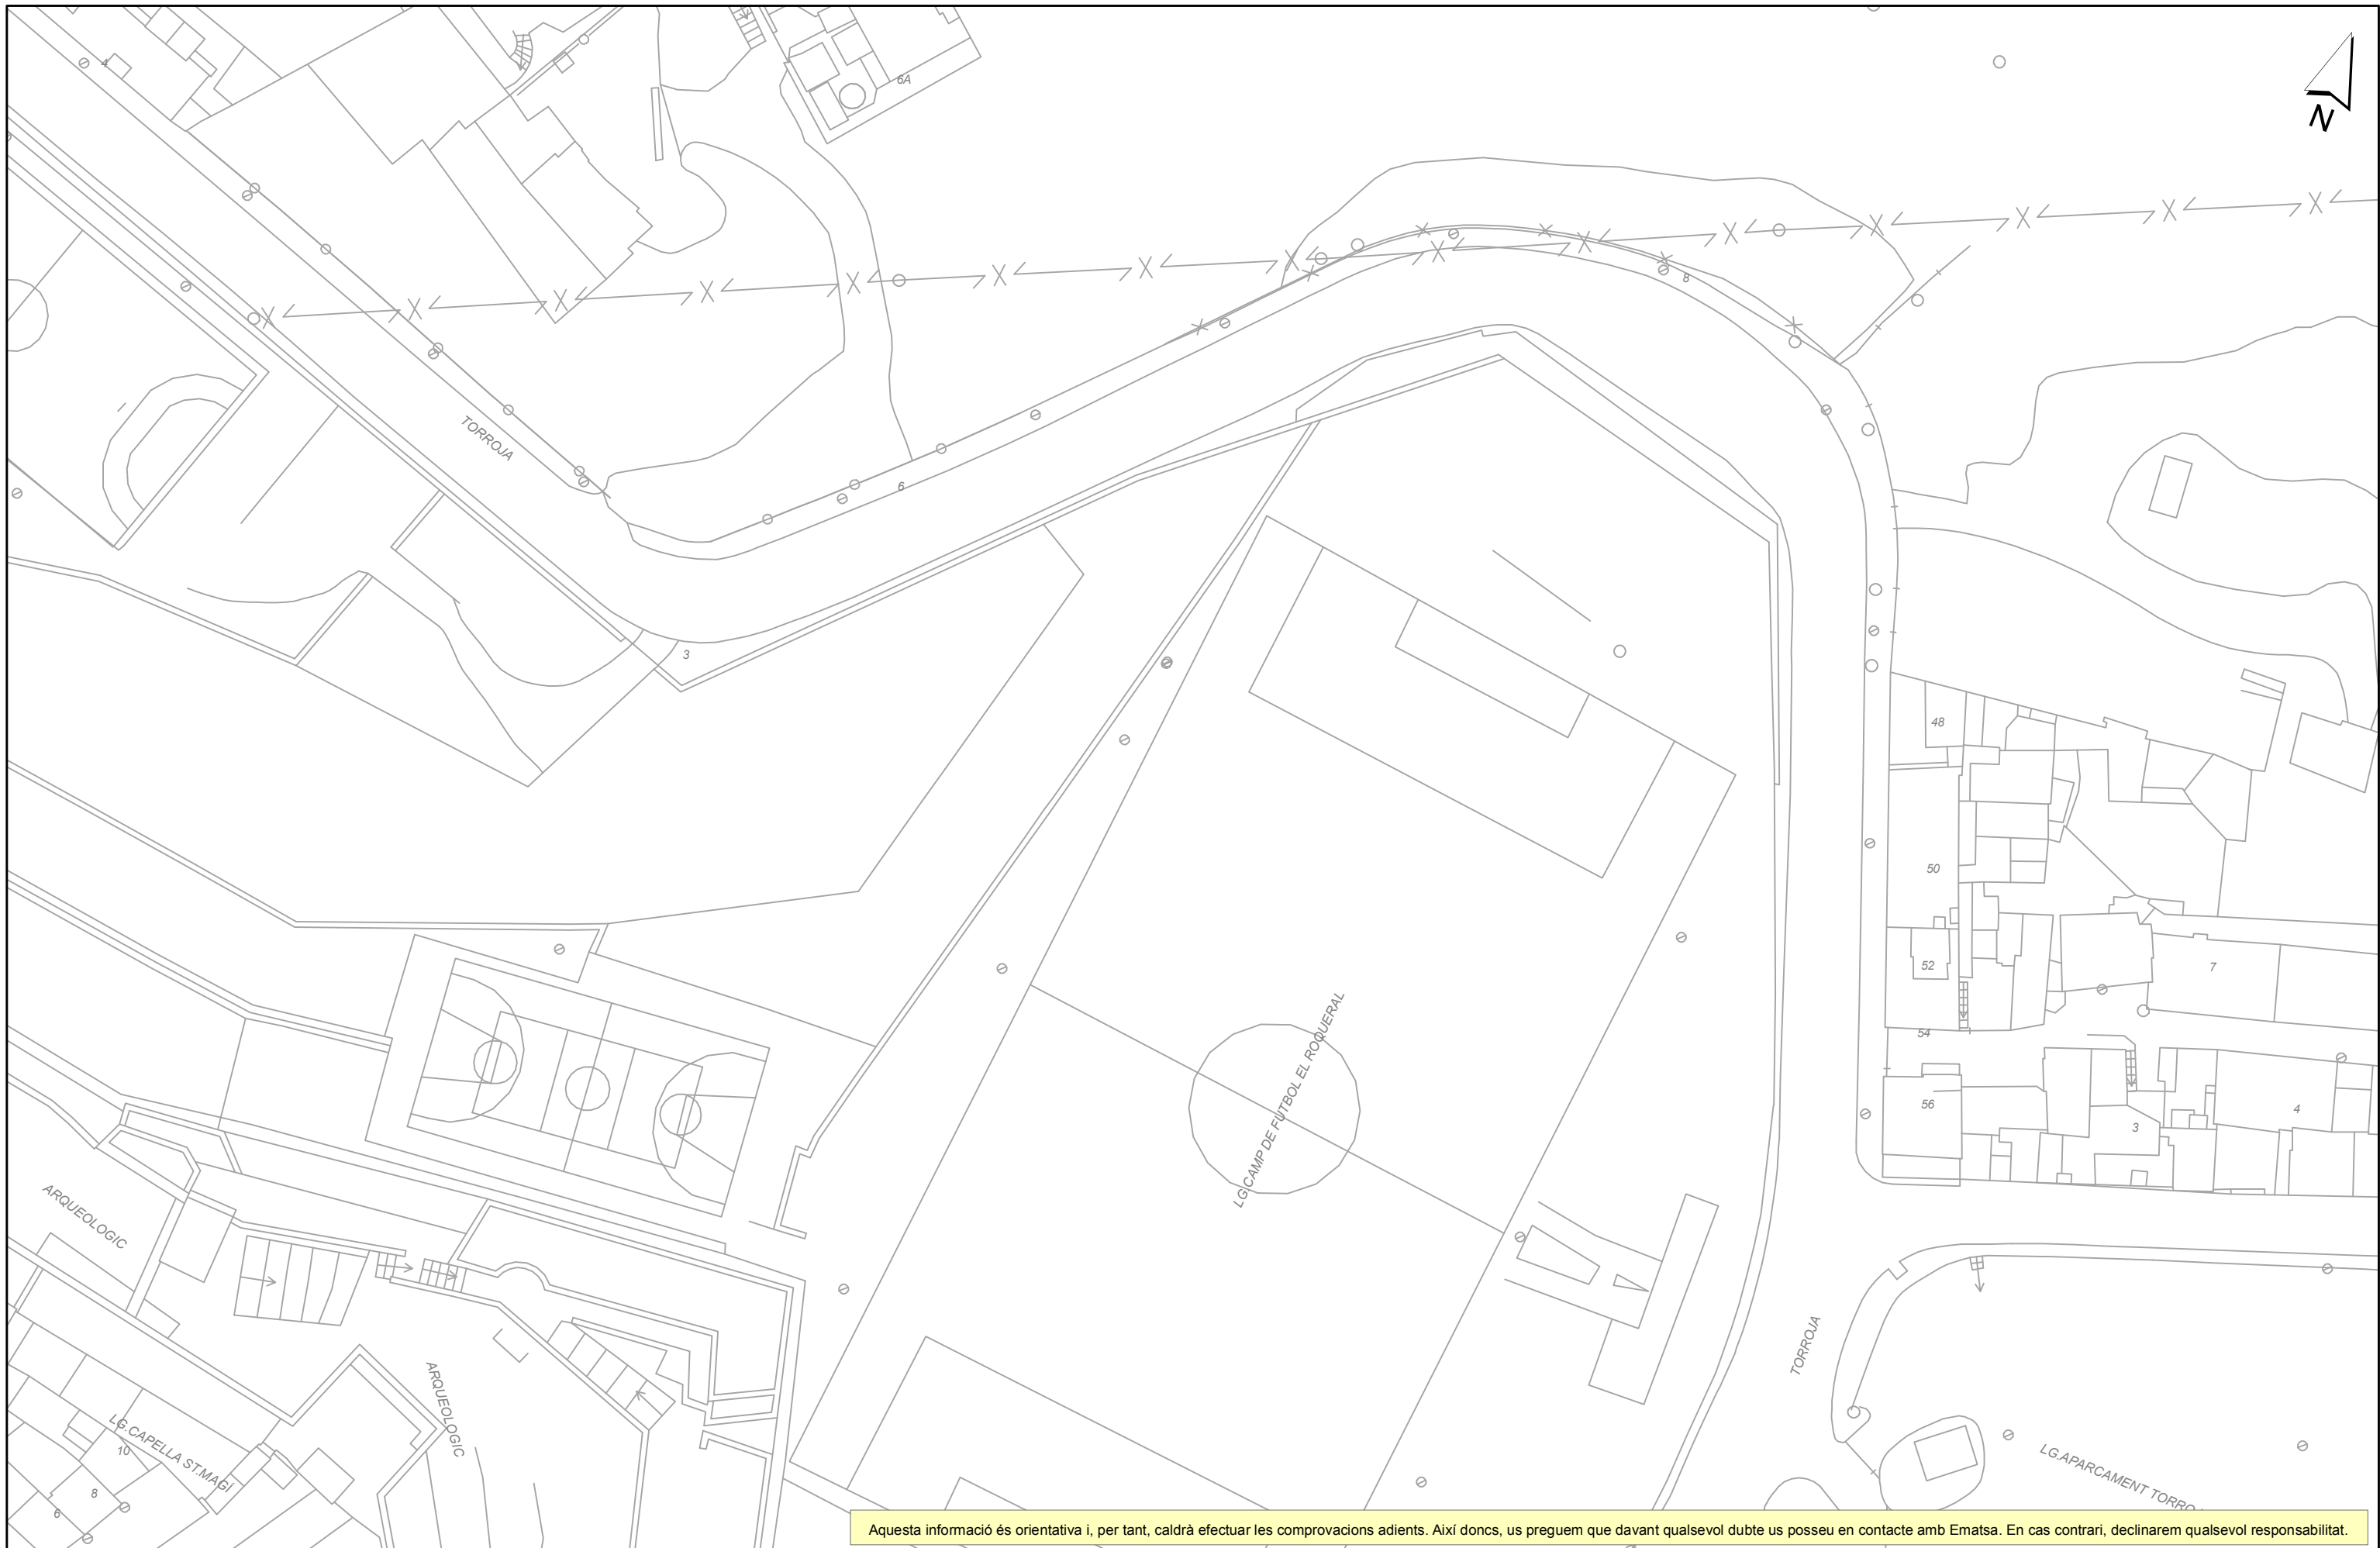 4
6A
N
8
TORROJA
6
3
48
50
52
7
54
LG.CAMP DE FUTBOL EL ROQUERAL
56
4
3
ARQUEOLOGIC
TORROJA
ARQUEOLOGIC
LG.CAPELLA ST.MAGÍ
10
LG.APARCAMENT
8
6
Aquesta informació és orientativa i, per tant, caldrà efectuar les comprovacions adients. Així doncs, us preguem que davant qualsevol dubte us posseu en contacte amb Ematsa. En cas contrari, declinarem qualsevol responsabilitat.